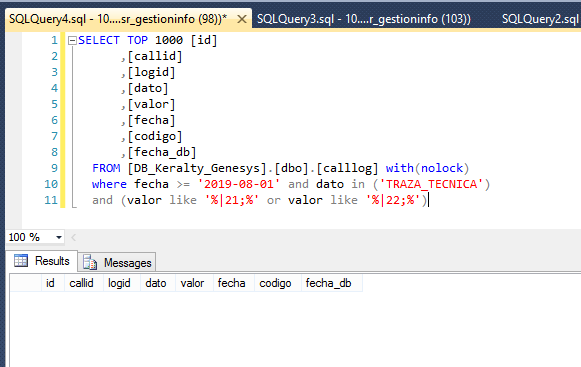 SQLQuery4.sql - 10....sr_gestioninfo (98))* SQLQuery3.sql - 10....r_gestioninfo (103)) SQLQuery2.sql
1 SELECT TOP 1000 [id]
2 ,[callid]
3 ,[logid]
4 ,[dato]
5 ,[valor]
6 ,[fecha]
7 ,[codigo]
8 ,[fecha_db]
9 FROM [DB_Keralty_Genesys].[dbo].[calllog] with(nolock)
10 where fecha >= '2019-08-01' and dato in ('TRAZA_TECNICA')
11 and (valor like '%|21;%' or valor like '%|22;%')
100 %
Results Messages
id callid logid dato valor fecha codigo fecha_db